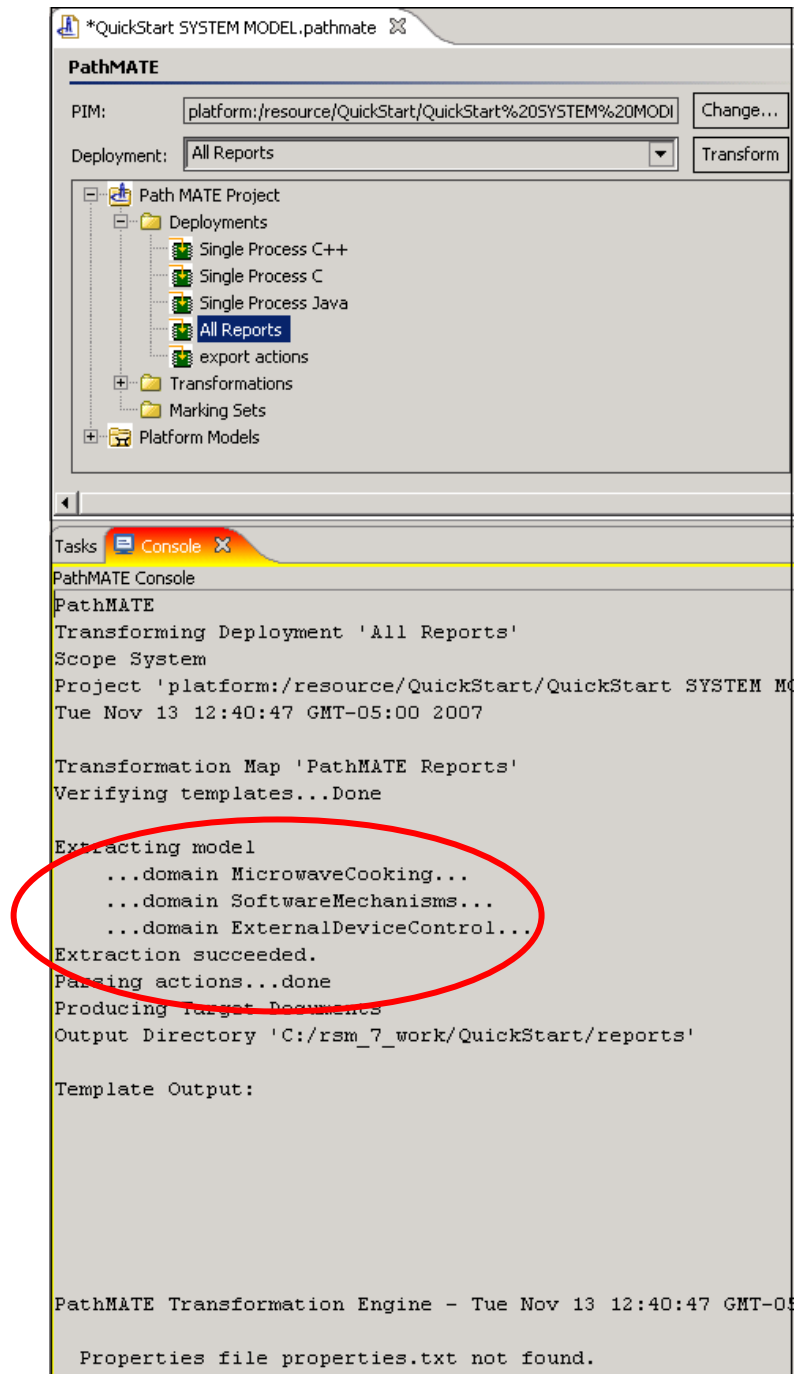 *QuickStart SYSTEM MODEL.pathmate
PathMATE
PIM: platform:/resource/QuickStart/QuickStart%20SYSTEM%20MODI Change...
Deployment: All Reports Transform
Path MATE Project
Deployments
Single Process C++
Single Process C
Single Process Java
All Reports
export actions
Transformations
Marking Sets
Platform Models
Tasks Console
PathMATE Console
PathMATE
Transforming Deployment 'All Reports'
Scope System
Project 'platform:/resource/QuickStart/QuickStart SYSTEM MO
Tue Nov 13 12:40:47 GMT-05:00 2007
Transformation Map 'PathMATE Reports'
Verifying templates...Done
Extracting model
...domain MicrowaveCooking...
...domain SoftwareMechanisms...
...domain ExternalDeviceControl...
Extraction succeeded.
Parsing actions...done
Producing Target Documents
Output Directory 'C:/rsm_7_work/QuickStart/reports'
Template Output:
PathMATE Transformation Engine - Tue Nov 13 12:40:47 GMT-05
Properties file properties.txt not found.